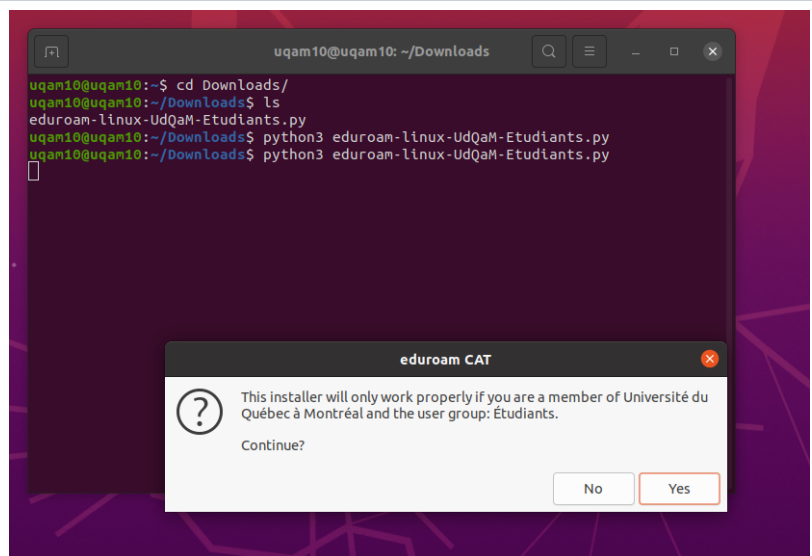 uqam10@uqam10: ~/Downloads
uqam10@uqam10:~$ cd Downloads/
uqam10@uqam10:~/Downloads$ ls
eduroam-linux-UdQaM-Etudiants.py
uqam10@uqam10:~/Downloads$ python3 eduroam-linux-UdQaM-Etudiants.py
uqam10@uqam10:~/Downloads$ python3 eduroam-linux-UdQaM-Etudiants.py
eduroam CAT
This installer will only work properly if you are a member of Université du
Québec à Montréal and the user group: Étudiants.
Continue?
No Yes